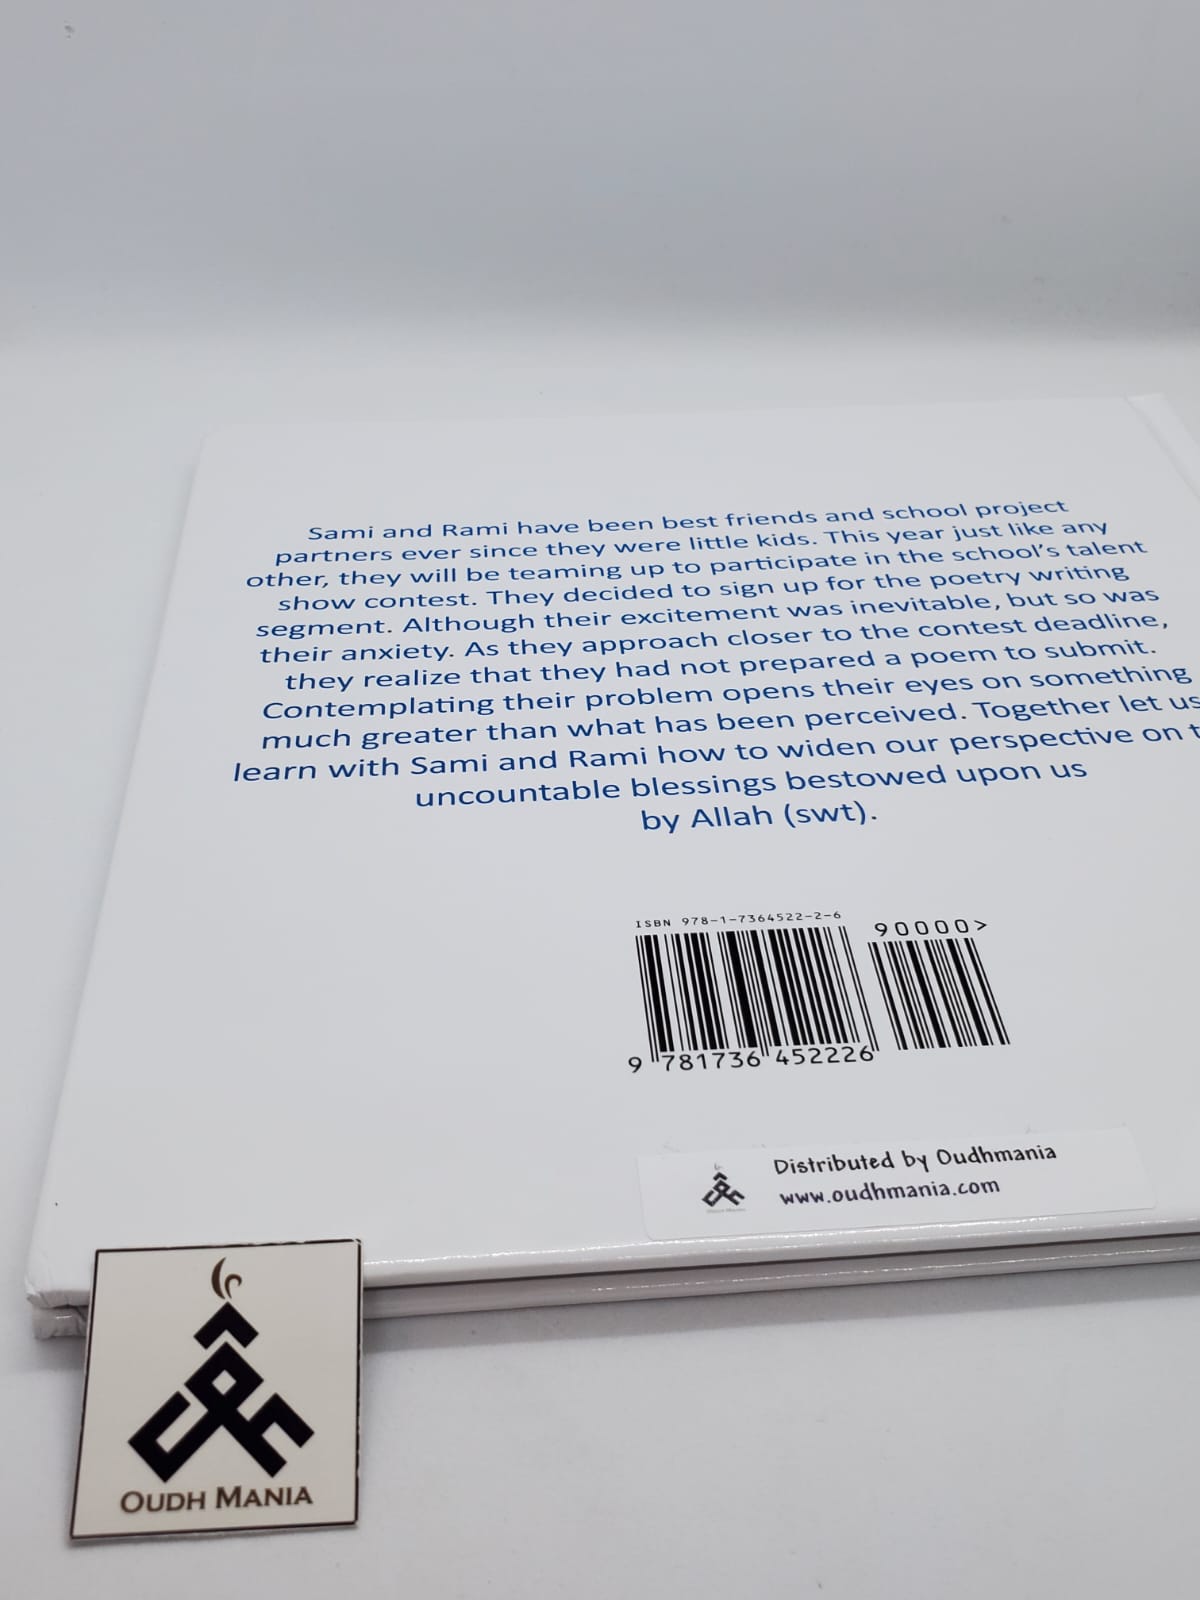 Sami and Rami have been best friends and school project
partners ever since they were little kids. This year just like any
other, they will be teaming up to participate in the school's talent
show contest. They decided to sign up for the poetry writing
segment. Although their excitement was inevitable, but so was
their anxiety. As they approach closer to the contest deadline,
they realize that they had not prepared a poem to submit.
Contemplating their problem opens their eyes on something
much greater than what has been perceived. Together let us
learn with Sami and Rami how to widen our perspective on
uncountable blessings bestowed upon us
by Allah (swt).
ISBN 978-1-7364522-2-6
90000>
9 781736 452226
Distributed by Oudhmania
www.oudhmania.com
OUDH MANIA